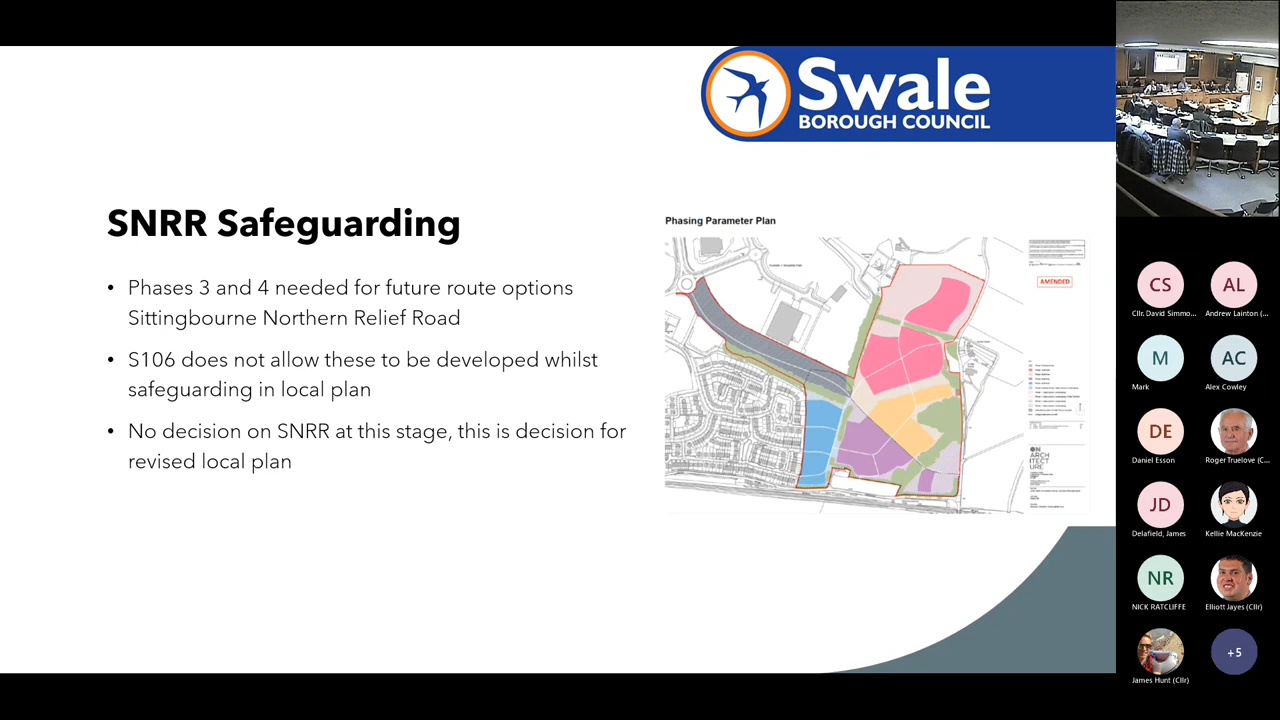 Swale
BOROUGH COUNCIL
SNRR Safeguarding
• Phases 3 and 4 needed for future route options
Sittingbourne Northern Relief Road
• S106 does not allow these to be developed whilst
safeguarding in local plan
• No decision on SNRR at this stage, this is decision for
revised local plan
Phasing Parameter Plan
AMENDED
ON
ARCH
ITECT
URE
CS
Cllr, David Simmo...
AL
Andrew Lainton (...
M
Mark
AC
Alex Cowley
DE
Daniel Esson
Roger Truelove (C...
JD
Delafield, James
Kellie MacKenzie
NR
NICK RATCLIFFE
Elliott Jayes (Cllr)
James Hunt (Cllr)
+5